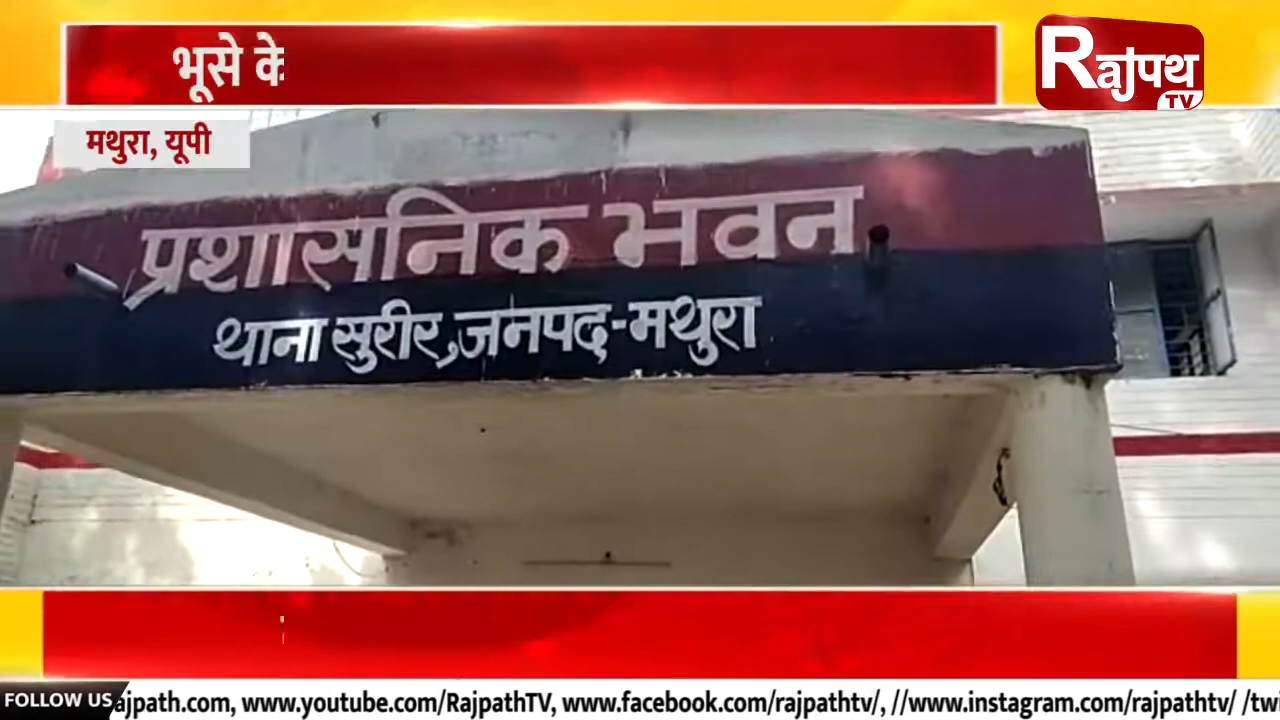 भूसे के
Rajpath
TV
मथुरा, यूपी
प्रशासनिक भवन
थाना सुरीर,जनपद-मथुरा
FOLLOW US ajpath.com, www.youtube.com/RajpathTV, www.facebook.com/rajpathtv/, //www.instagram.com/rajpathtv/ /twi